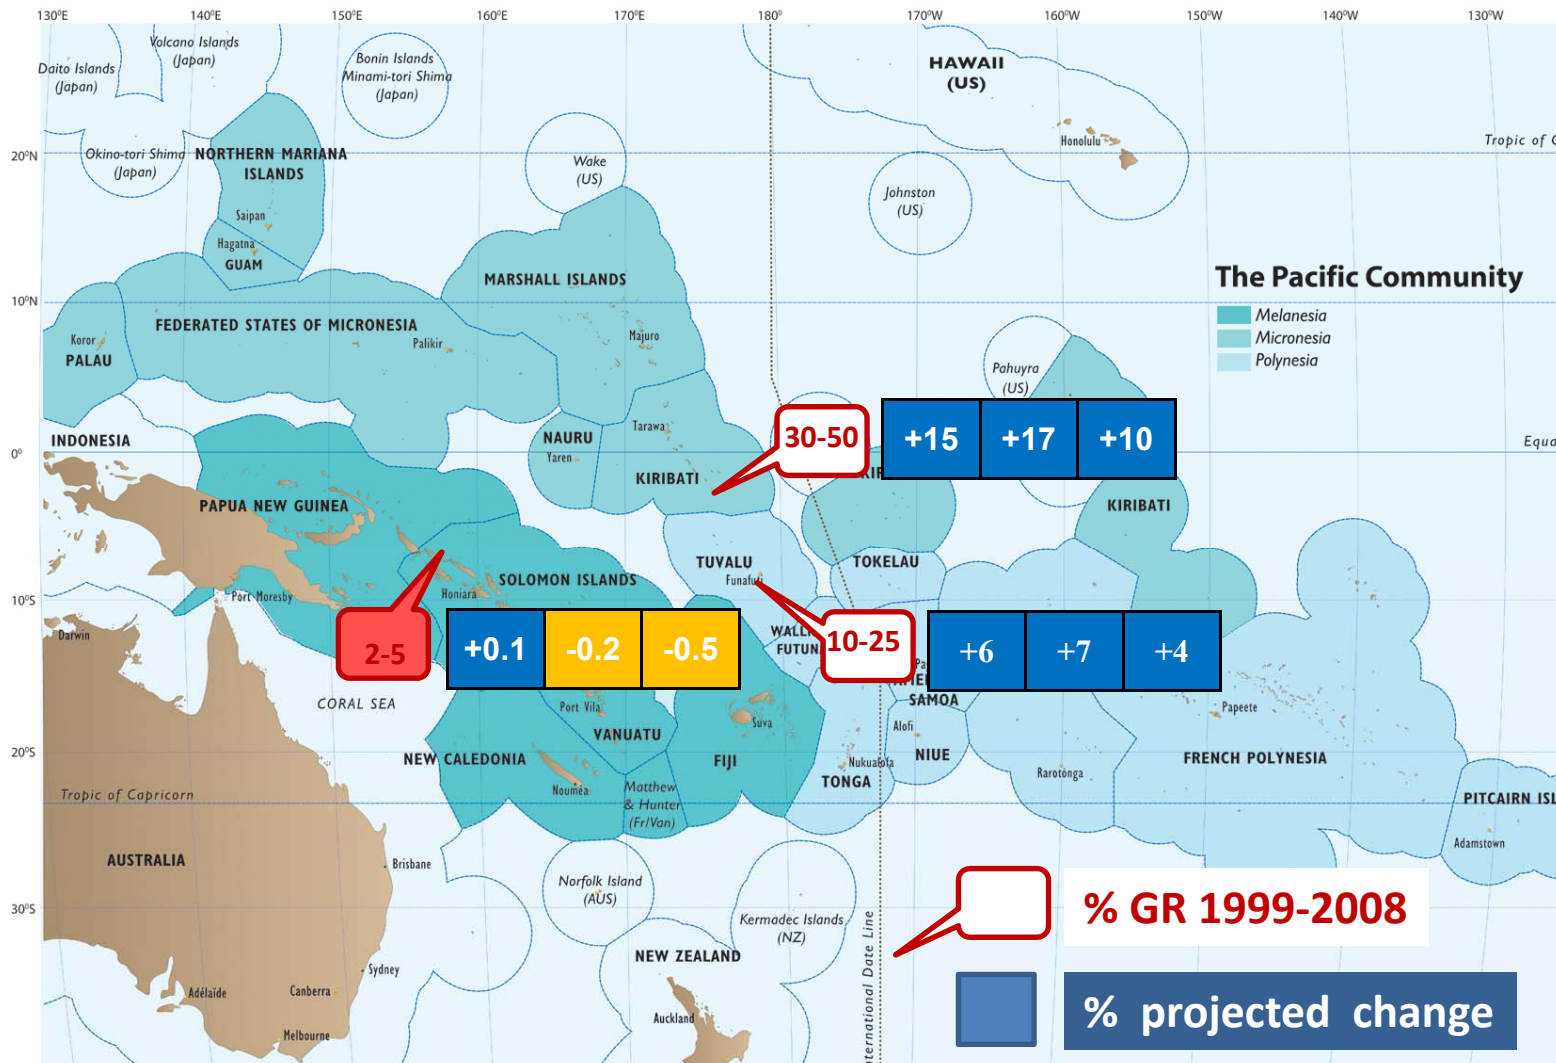 130°E 140°E 150°E 160°E 170°E 180° 170°W 160°W 150°W 140°W 130°W
Volcano Islands
(Japan)
Daito Islands
(Japan)
Bonin Islands
Minami-tori Shima
(Japan)
HAWAII
(US)
Honolulu
Tropic of C
20°N
Okino-tori Shima
(Japan)
NORTHERN MARIANA
ISLANDS
Saipan
Hagatna
GUAM
Wake
(US)
Johnston
(US)
The Pacific Community
Melanesia
Micronesia
Polynesia
MARSHALL ISLANDS
Majuro
10°N
FEDERATED STATES OF MICRONESIA
Palikir
Koror
PALAU
Pahuyra
(US)
INDONESIA
0°
Equa
NAURU
Yaren
Tarawa
KIRIBATI
30-50
+15 +17 +10
KIR
KIRIBATI
PAPUA NEW GUINEA
Port Moresby
SOLOMON ISLANDS
Honiara
TUVALU
Funafuti
TOKELAU
10°S
Darwin
2-5
+0.1 -0.2 -0.5
WALL
FUTUN
10-25
+6 +7 +4
Pa
SAMOA
CORAL SEA
Port Vila
VANUATU
Suva
FIJI
Alofi
NIUE
Nukualofa
TONGA
Papeete
FRENCH POLYNESIA
Rarotonga
20°S
NEW CALEDONIA
Nouméa
Matthew
& Hunter
(Fr/Van)
Tropic of Capricorn
PITCAIRN ISL
Adamstown
AUSTRALIA
Brisbane
Norfolk Island
(AUS)
Kermadec Islands
(NZ)
30°S
International Date Line
% GR 1999-2008
NEW ZEALAND
Auckland
Sydney
Adélaïde
Canberra
Melbourne
% projected change